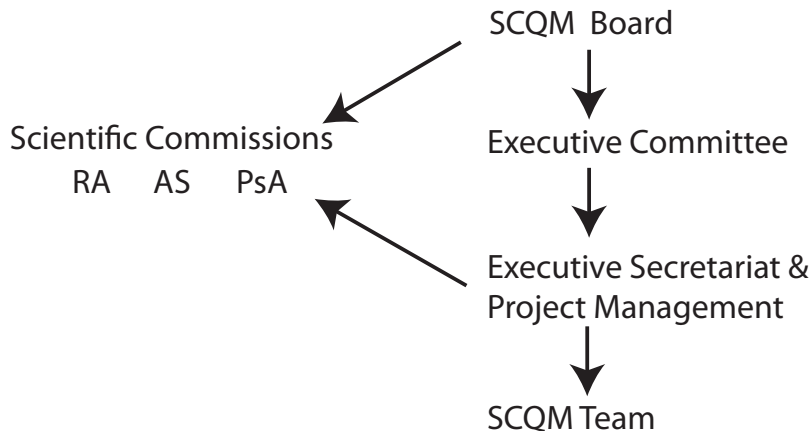 SCQM Board
Scientific Commissions
RA AS PsA
Executive Committee
Executive Secretariat &
Project Management
SCQM Team